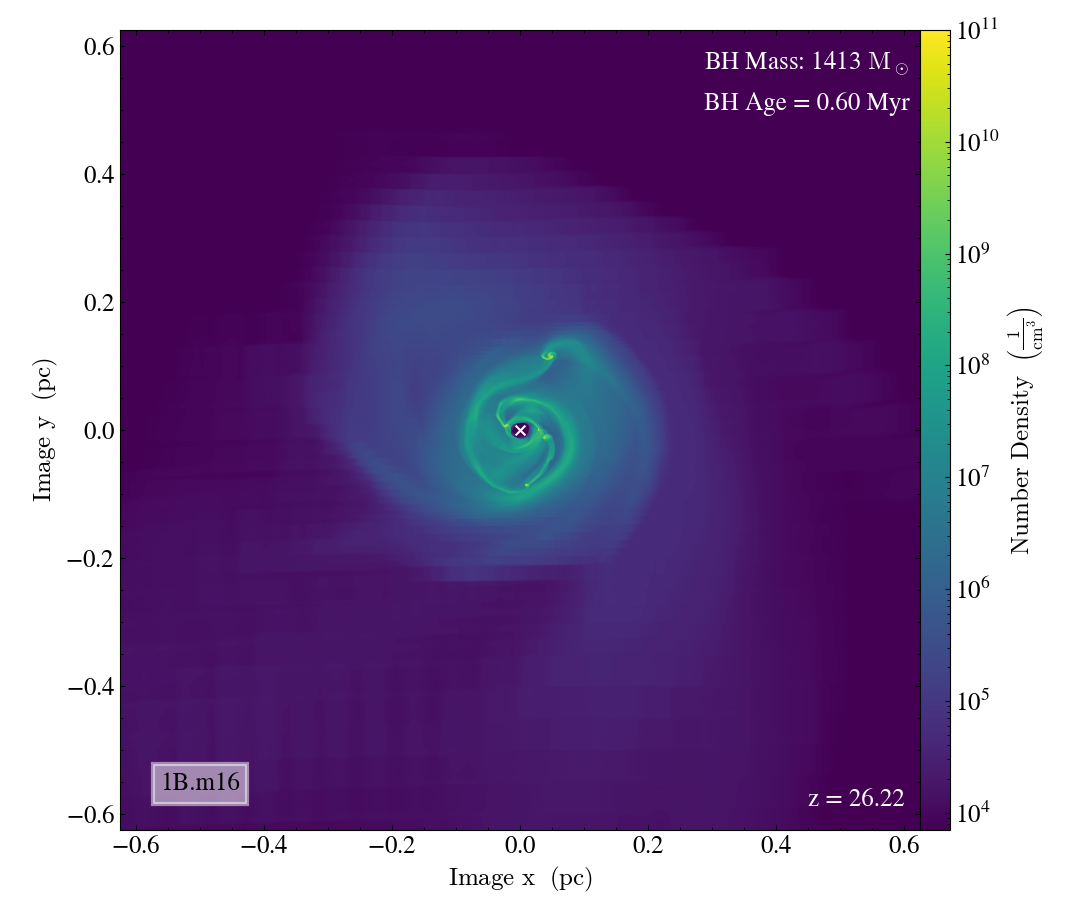 BH Mass: 1413 M⊙
BH Age = 0.60 Myr
1B.m16
z = 26.22
0.6
0.4
0.2
0.0
−0.2
−0.4
−0.6
Image y (pc)
−0.6 −0.4 −0.2 0.0 0.2 0.4 0.6
Image x (pc)
10¹¹
10¹⁰
10⁹
10⁸
10⁷
10⁶
10⁵
10⁴
Number Density (1/cm³)